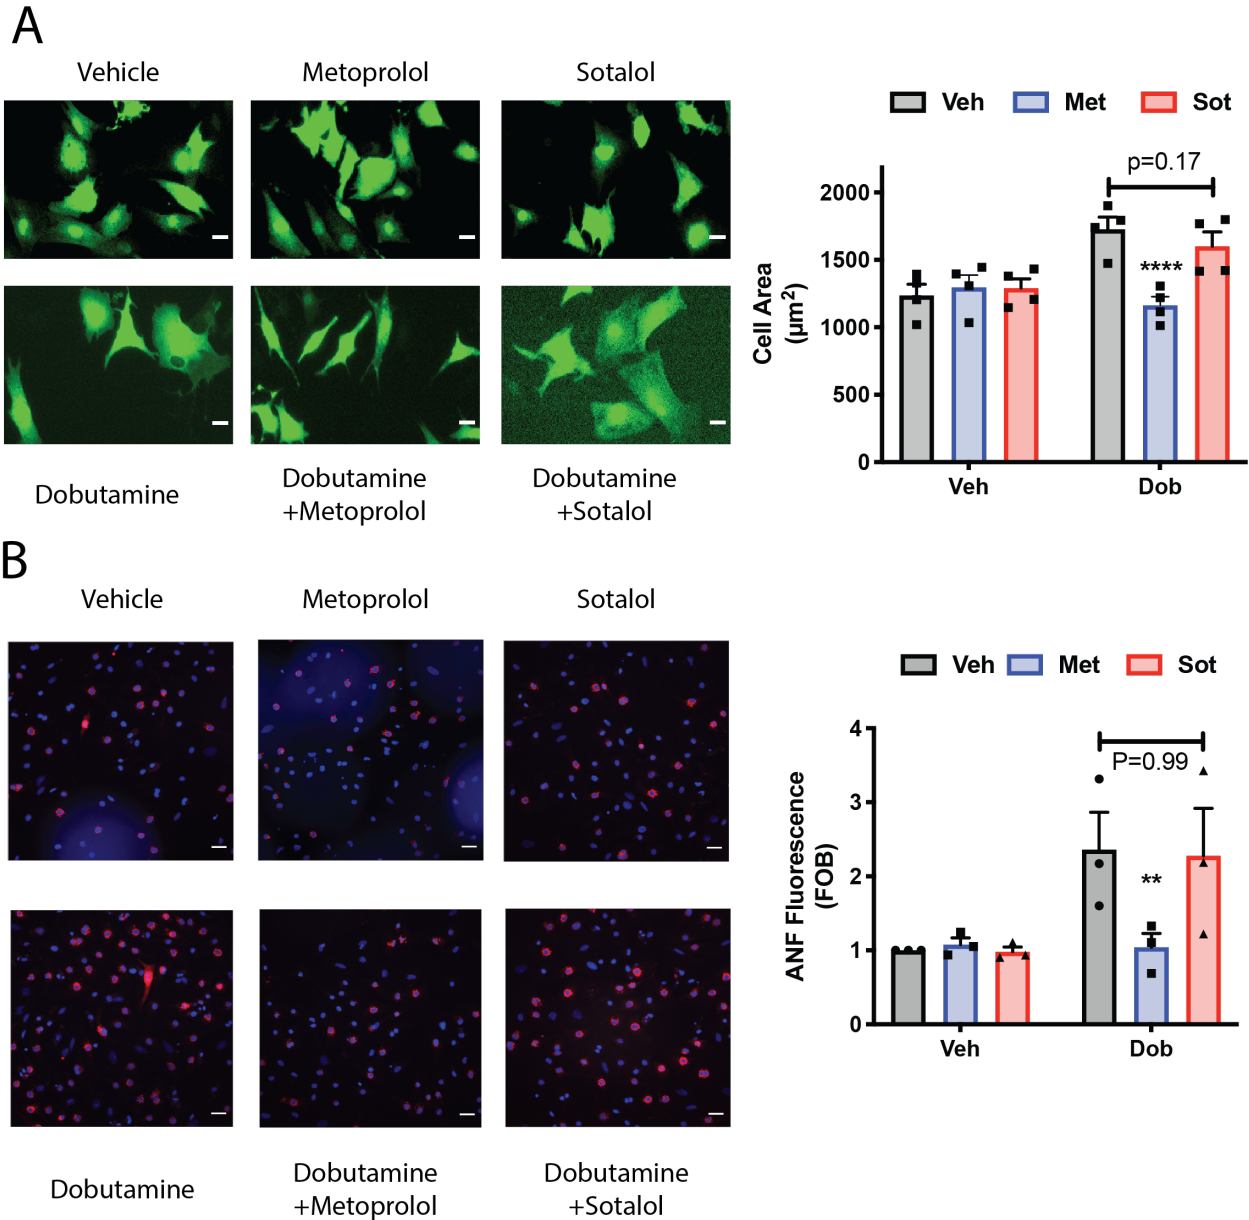 A
Vehicle
Metoprolol
Sotalol
Dobutamine
Dobutamine
+Metoprolol
Dobutamine
+Sotalol
Veh
Met
Sot
p=0.17
2000
1500
1000
500
0
Cell Area
(µm²)
****
Veh
Dob
B
Vehicle
Metoprolol
Sotalol
Dobutamine
Dobutamine
+Metoprolol
Dobutamine
+Sotalol
Veh
Met
Sot
P=0.99
4
3
2
1
0
ANF Fluorescence
(FOB)
**
Veh
Dob